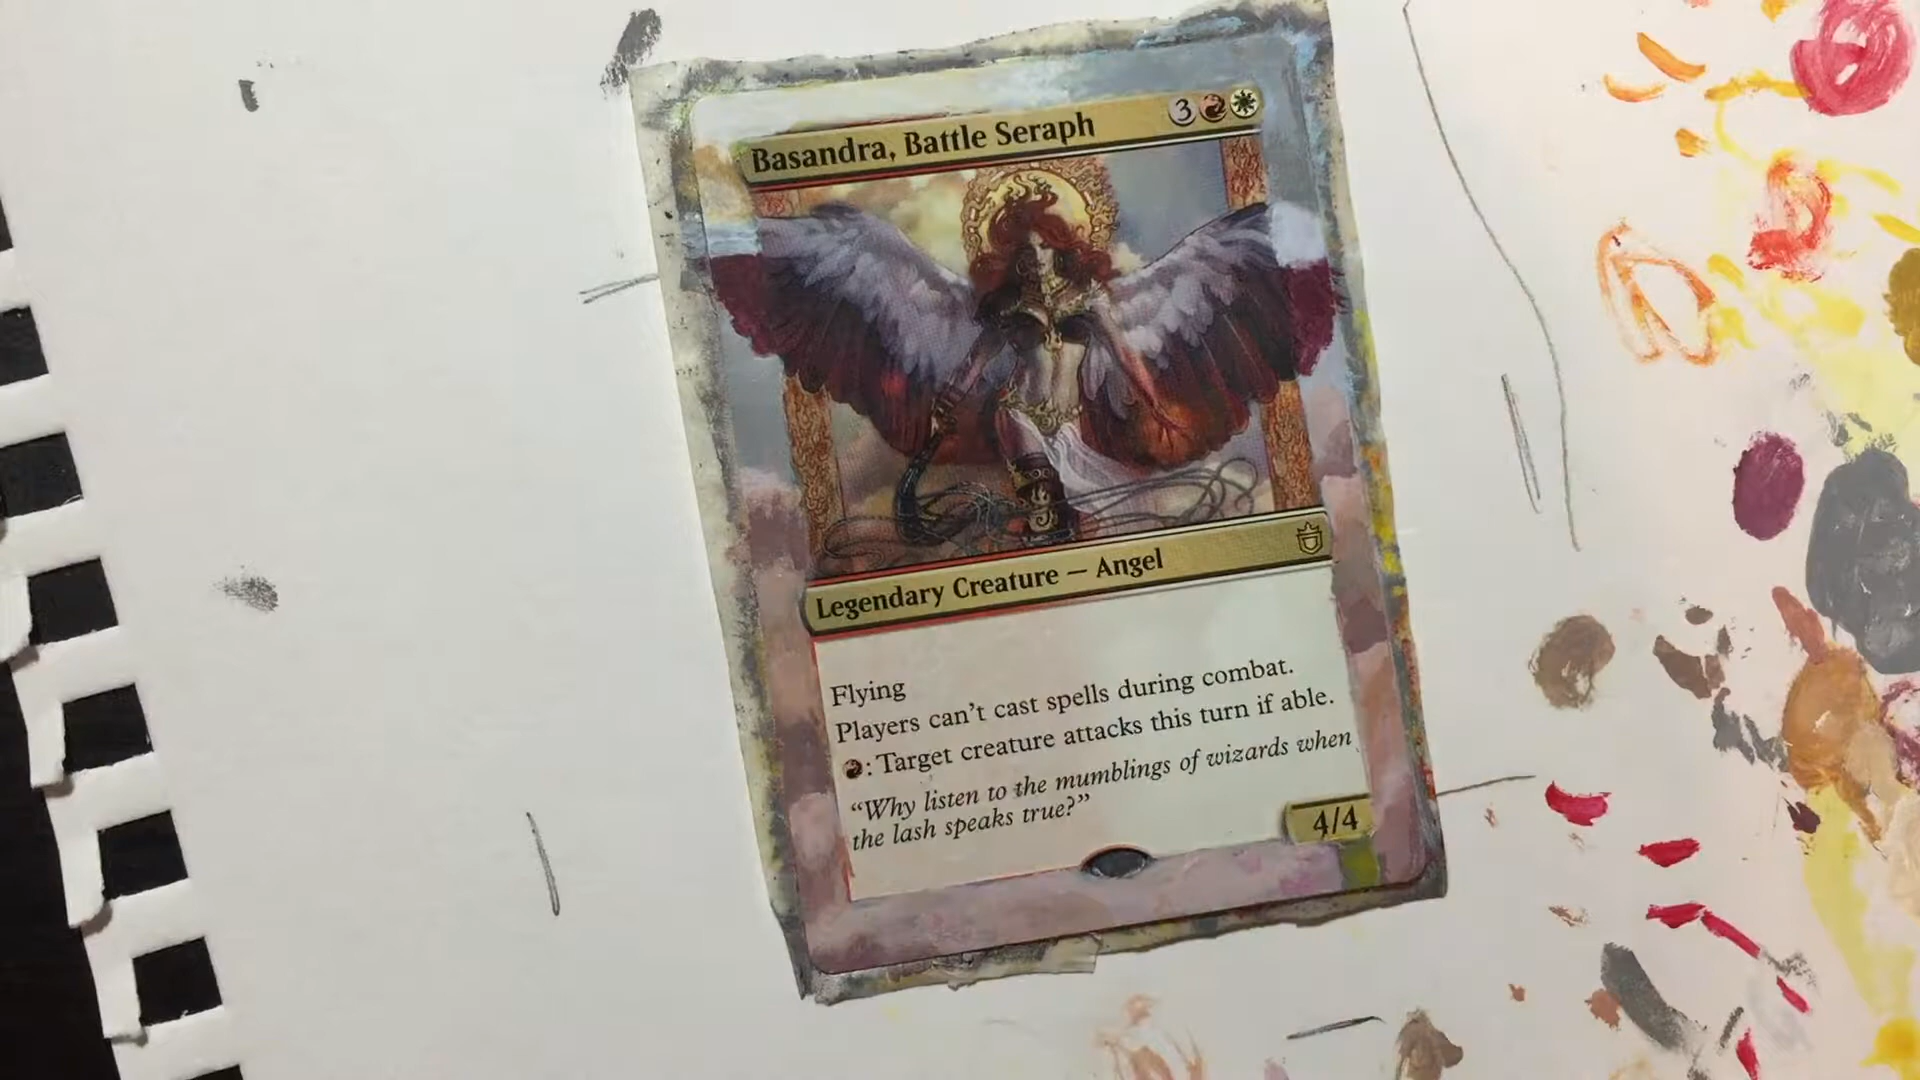 Basandra, Battle Seraph 3
Legendary Creature — Angel
Flying
Players can't cast spells during combat.
: Target creature attacks this turn if able.
“Why listen to the mumblings of wizards when
the lash speaks true?”
4/4